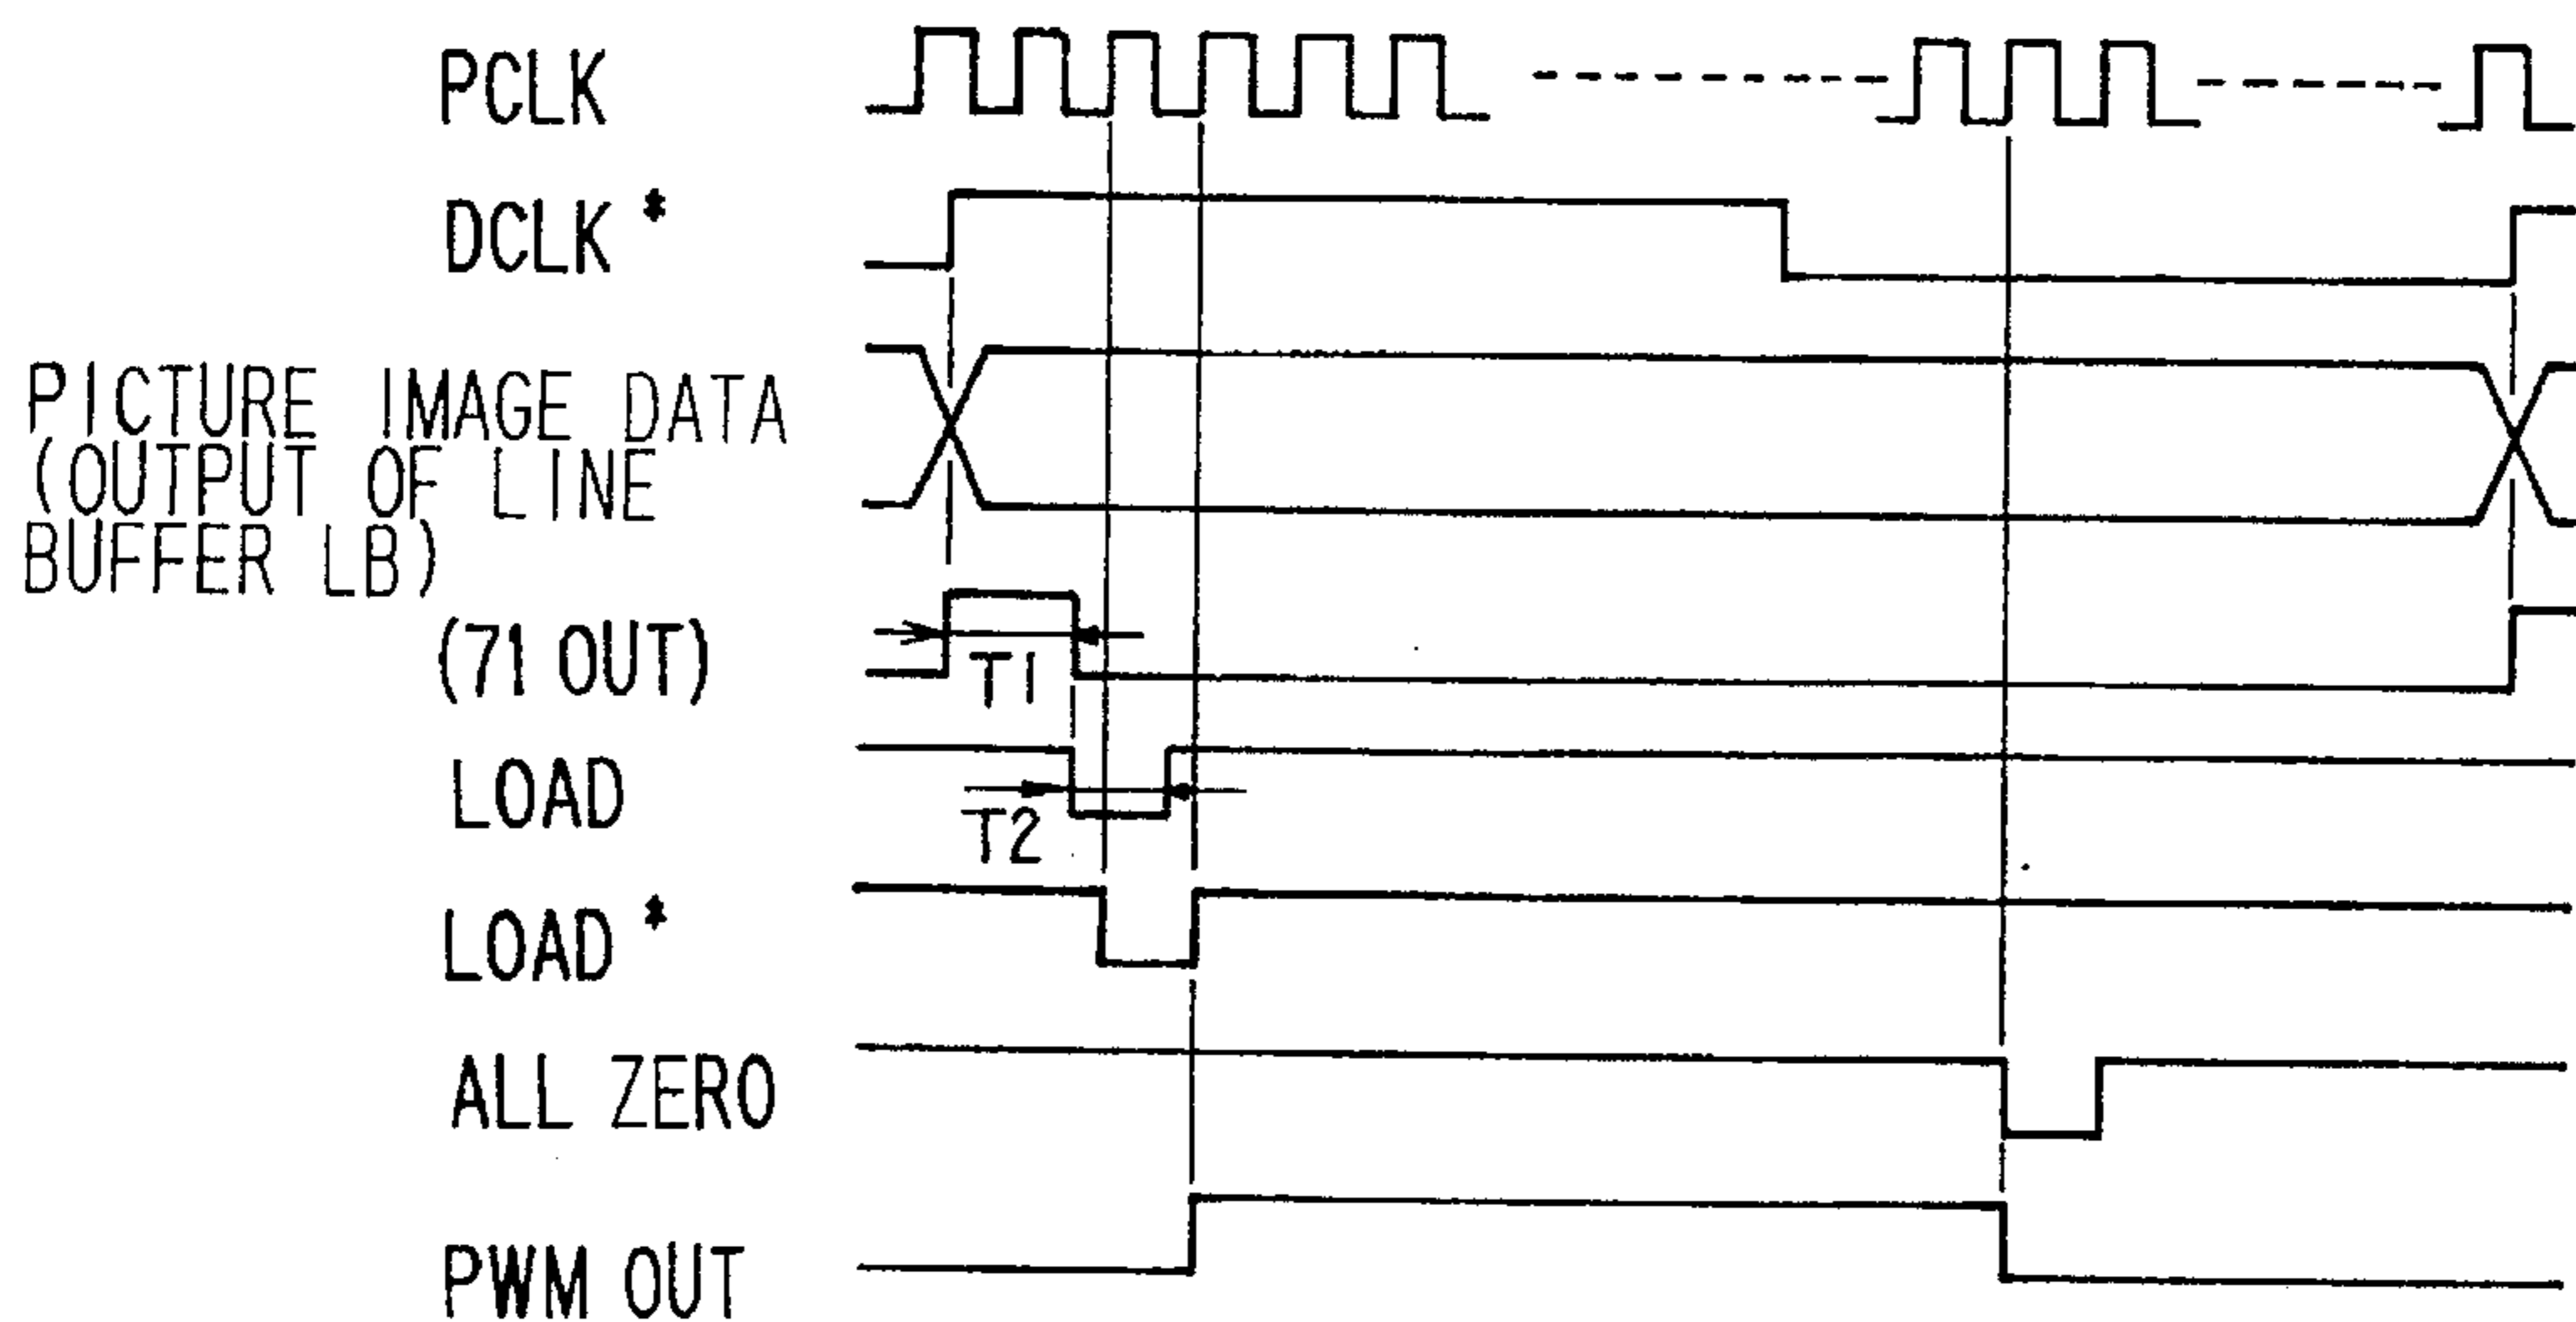 PCLK
DCLK *
PICTURE IMAGE DATA
(OUTPUT OF LINE
BUFFER LB)
(71 OUT)
T1
LOAD
T2
LOAD *
ALL ZERO
PWM OUT